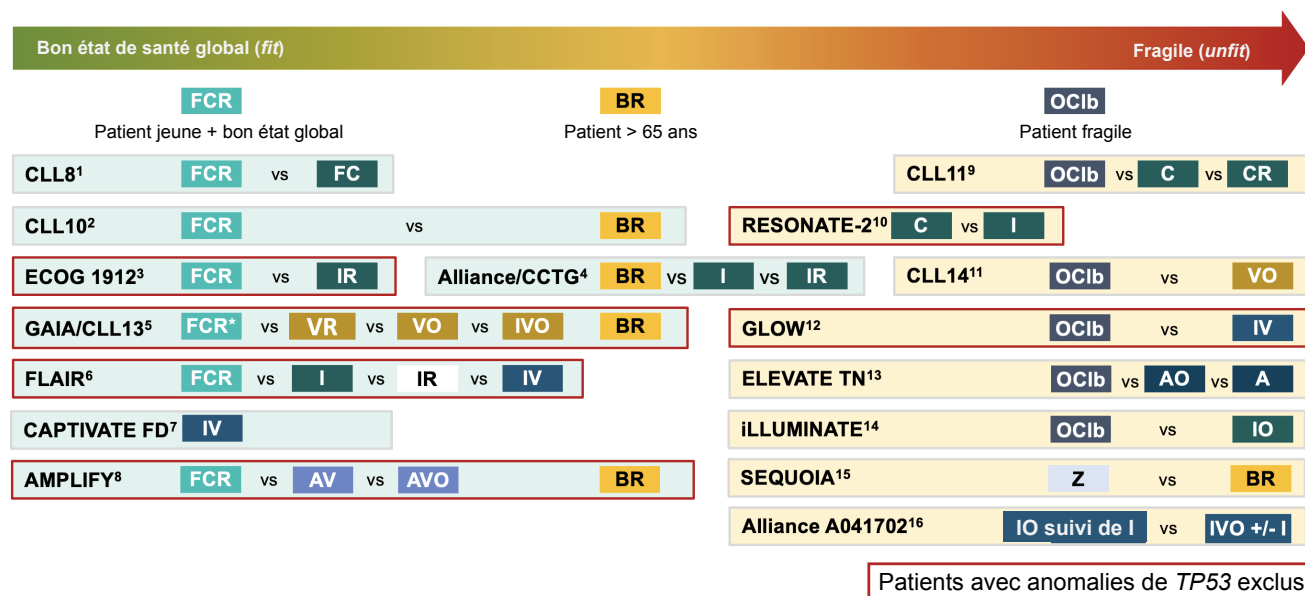 Bon état de santé global (fit) Fragile (unfit)
FCR BR OClb
Patient jeune + bon état global Patient > 65 ans Patient fragile
CLL8¹ FCR vs FC CLL11⁹ OClb vs C vs CR
CLL10² FCR vs BR RESONATE-2¹⁰ C vs I
ECOG 1912³ FCR vs IR Alliance/CCTG⁴ BR vs I vs IR CLL14¹¹ OClb vs VO
GAIA/CLL13⁵ FCR* vs VR vs VO vs IVO BR GLOW¹² OClb vs IV
FLAIR⁶ FCR vs I vs IR vs IV ELEVATE TN¹³ OClb vs AO vs A
CAPTIVATE FD⁷ IV iLLUMINATE¹⁴ OClb vs IO
AMPLIFY⁸ FCR vs AV vs AVO BR SEQUOIA¹⁵ Z vs BR
Alliance A041702¹⁶ IO suivi de I vs IVO +/- I
Patients avec anomalies de TP53 exclus